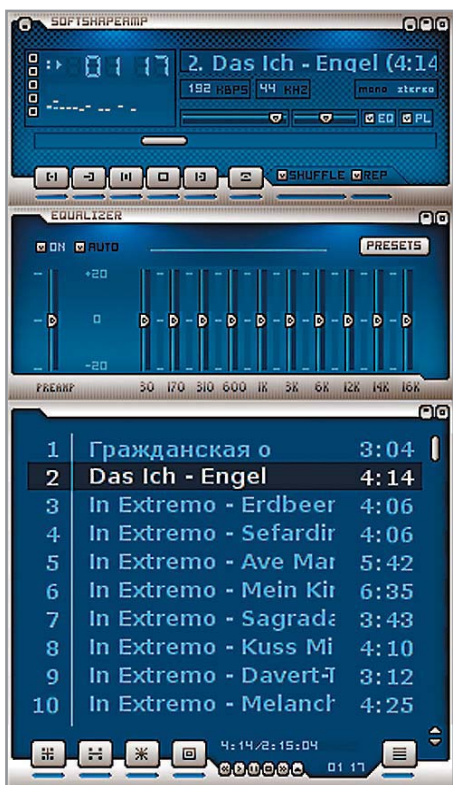 SOFTSHAPEAMP
01 17
2. Das Ich - Engel (4:14
192 KBPS 44 KHZ mono stereo
EQ PL
SHUFFLE REP
EQUALIZER
ON AUTO PRESETS
+20
0
-20
PREAMP 30 170 310 600 1K 3K 6K 12K 14K 16K
1 Гражданская о 3:04
2 Das Ich - Engel 4:14
3 In Extremo - Erdbeer 4:06
4 In Extremo - Sefardir 4:06
5 In Extremo - Ave Mar 5:42
6 In Extremo - Mein Kir 6:35
7 In Extremo - Sagrada 3:43
8 In Extremo - Kuss Mi 4:10
9 In Extremo - Davert-T 3:12
10 In Extremo - Melanch 4:25
4:14/2:15:04
01 17